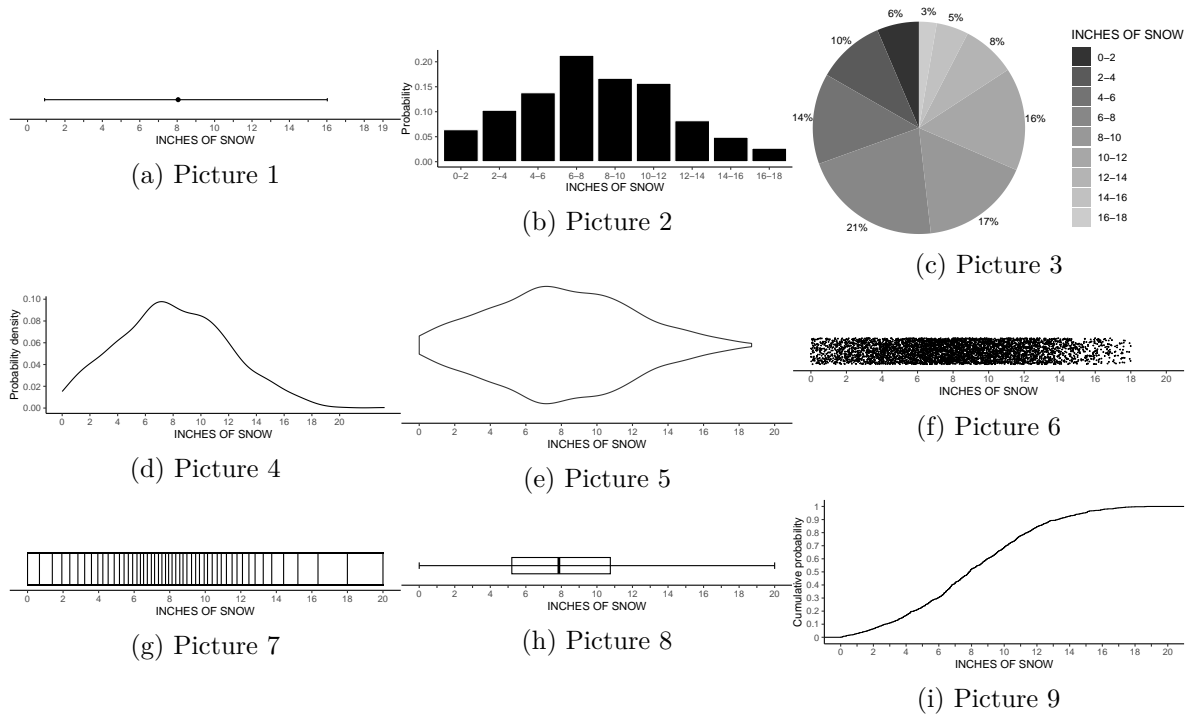 0 2 4 6 8 10 12 14 16 18 19
INCHES OF SNOW
(a) Picture 1
Probability
0.20
0.15
0.10
0.05
0.00
0–2 2–4 4–6 6–8 8–10 10–12 12–14 14–16 16–18
INCHES OF SNOW
(b) Picture 2
6% 3% 5%
10% 8%
14% 16%
21% 17%
INCHES OF SNOW
0–2
2–4
4–6
6–8
8–10
10–12
12–14
14–16
16–18
(c) Picture 3
Probability density
0.10
0.08
0.06
0.04
0.02
0.00
0 2 4 6 8 10 12 14 16 20
INCHES OF SNOW
(d) Picture 4
0 2 4 6 8 10 12 14 16 18 20
INCHES OF SNOW
(e) Picture 5
0 2 4 6 8 10 12 14 16 18 20
INCHES OF SNOW
(f) Picture 6
0 2 4 6 8 10 12 14 16 18 20
INCHES OF SNOW
(g) Picture 7
0 2 4 6 8 10 12 14 16 18 20
INCHES OF SNOW
(h) Picture 8
Cumulative probability
1
0.9
0.8
0.7
0.6
0.5
0.4
0.3
0.2
0.1
0
0 2 4 6 8 10 12 14 16 18 20
INCHES OF SNOW
(i) Picture 9